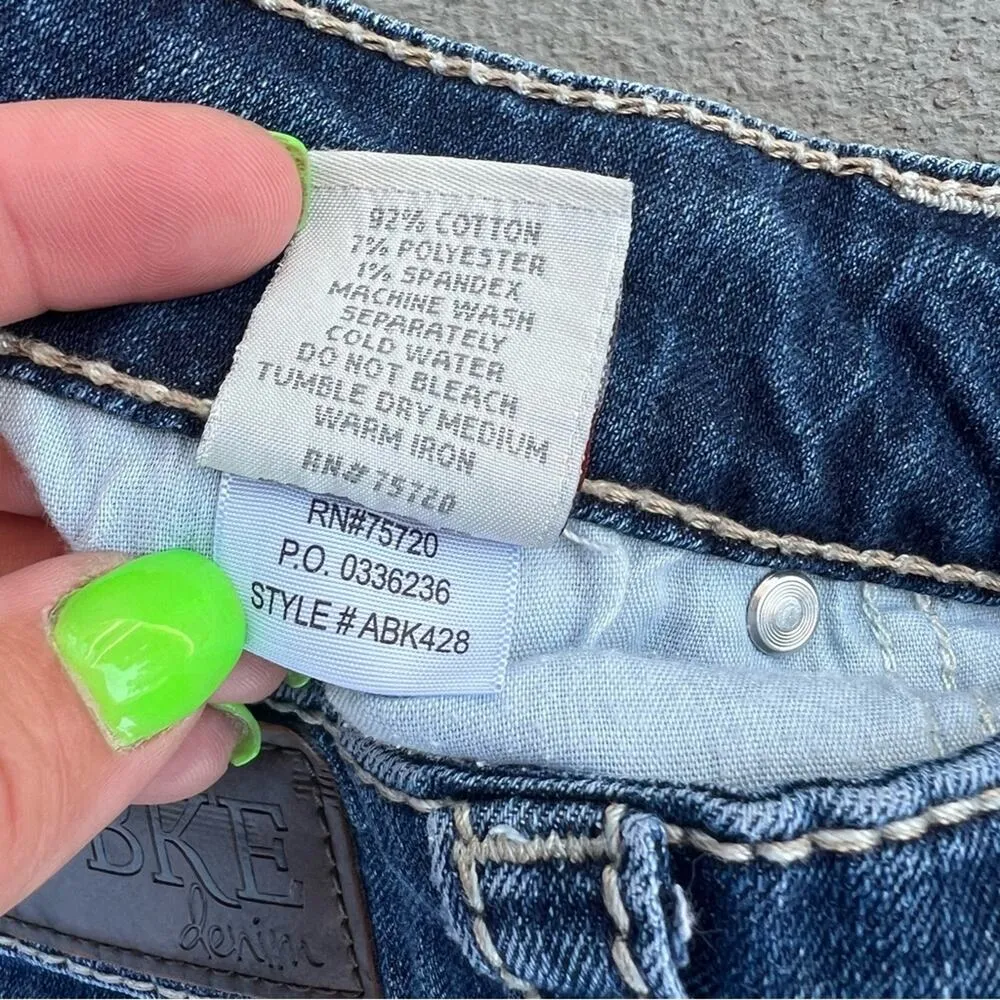 92% COTTON
7% POLYESTER
1% SPANDEX
MACHINE WASH
SEPARATELY
COLD WATER
DO NOT BLEACH
TUMBLE DRY MEDIUM
WARM IRON
RN# 75720
RN#75720
P.O. 0336236
STYLE # ABK428
BKE
denim